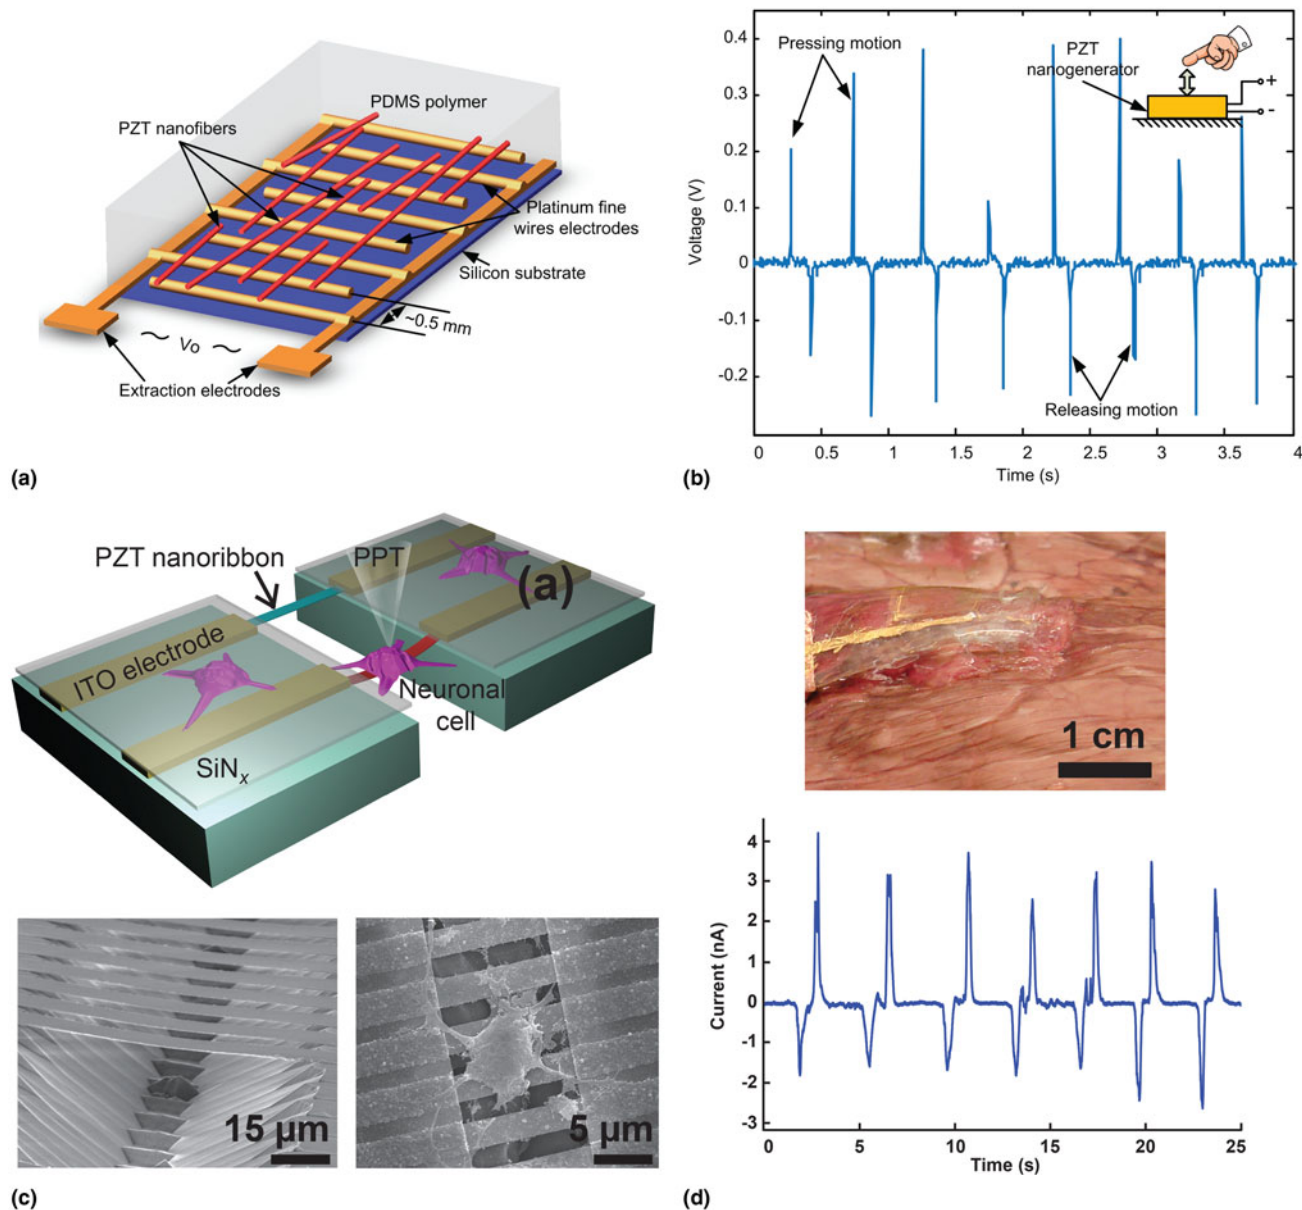 PDMS polymer
PZT nanofibers
Platinum fine
wires electrodes
Silicon substrate
~0.5 mm
~ Vo ~
Extraction electrodes
(a)
0.4
0.3
0.2
0.1
0
-0.1
-0.2
Voltage (V)
Pressing motion
PZT
nanogenerator
+
-
Releasing motion
0
0.5
1
1.5
2
2.5
3
3.5
4
Time (s)
(b)
PZT nanoribbon
PPT
(a)
ITO electrode
Neuronal
cell
SiNx
15 µm
5 µm
(c)
1 cm
4
3
2
1
0
-1
-2
-3
Current (nA)
0
5
10
15
20
25
Time (s)
(d)